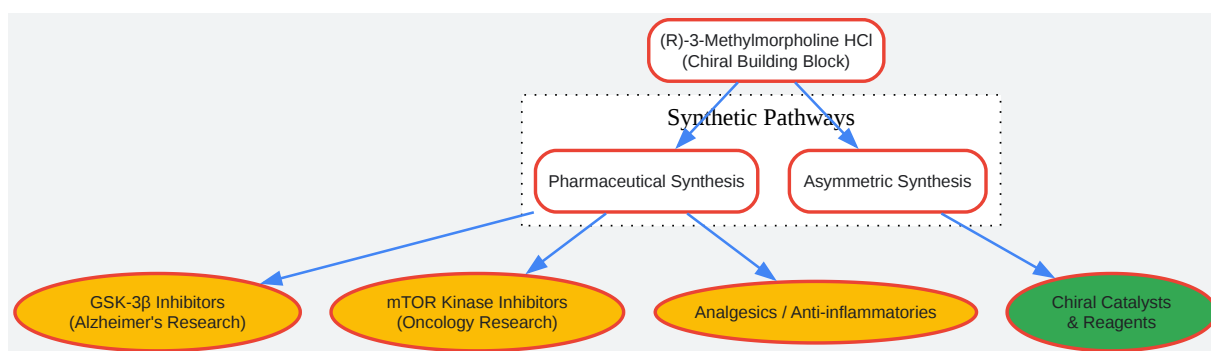 (R)-3-Methylmorpholine HCl
(Chiral Building Block)
Synthetic Pathways
Pharmaceutical Synthesis
Asymmetric Synthesis
GSK-3β Inhibitors
(Alzheimer's Research)
mTOR Kinase Inhibitors
(Oncology Research)
Analgesics / Anti-inflammatories
Chiral Catalysts
& Reagents